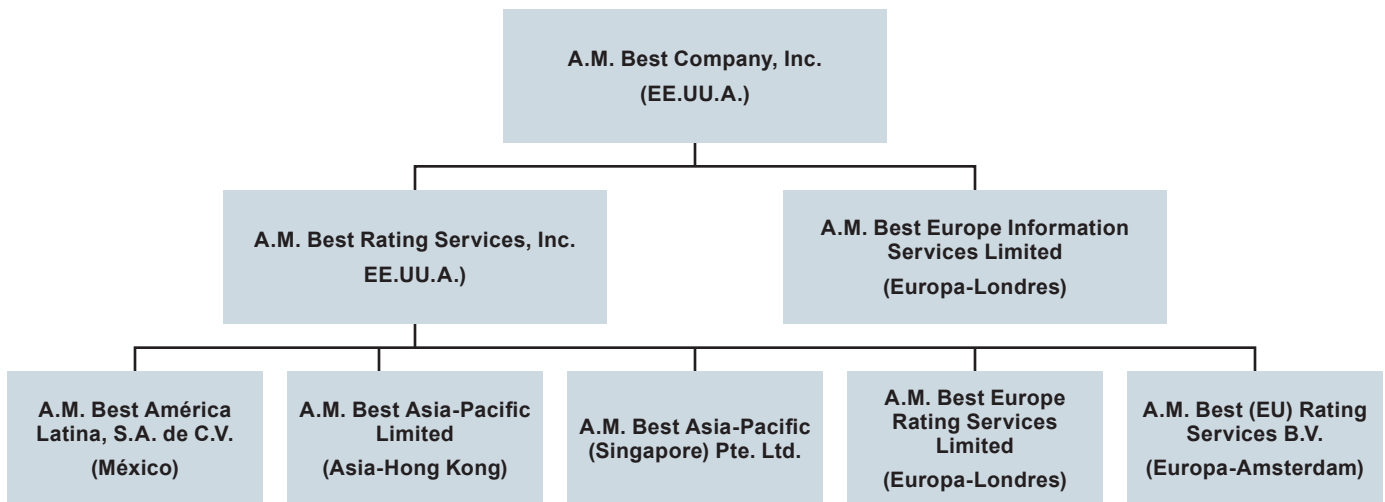 A.M. Best Company, Inc.
(EE.UU.A.)
A.M. Best Rating Services, Inc.
EE.UU.A.)
A.M. Best Europe Information
Services Limited
(Europa-Londres)
A.M. Best América
Latina, S.A. de C.V.
(México)
A.M. Best Asia-Pacific
Limited
(Asia-Hong Kong)
A.M. Best Asia-Pacific
(Singapore) Pte. Ltd.
A.M. Best Europe
Rating Services
Limited
(Europa-Londres)
A.M. Best (EU) Rating
Services B.V.
(Europa-Amsterdam)